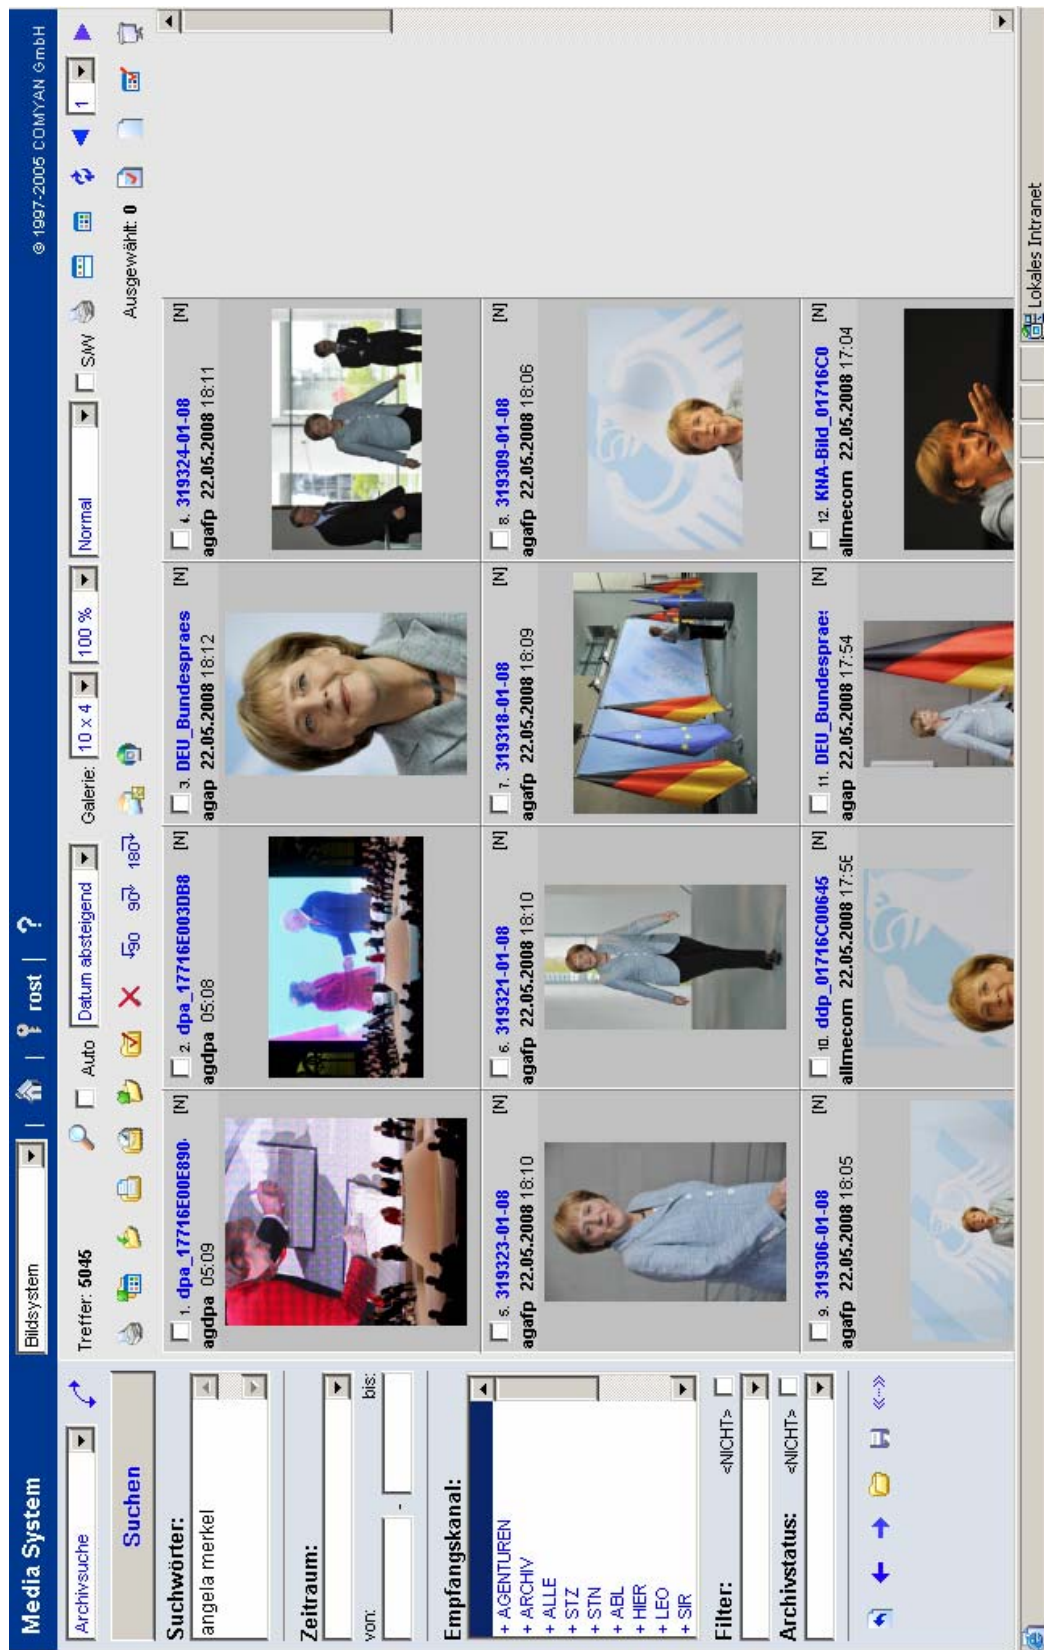 Media System
Bildsystem | | rost | ?
© 1997-2005 COMYAN GmbH
Archivsuche
Suchen
Suchwörter:
angela merkel
Zeitraum:
von: - bis:
Empfangskanal:
+ AGENTUREN
+ ARCHIV
+ ALLE
+ STZ
+ STN
+ ABL
+ HIER
+ LEO
+ SIR
Filter: <NICHT>
Archivstatus: <NICHT>
«···»
Treffer: 5045
Auto
Datum absteigend
Galerie: 10 x 4
100 %
Normal
S/W
1
90
90
180
Ausgewählt: 0
1. dpa_17716E00E890- [N]
agdpa 05:09
2. dpa_17716E003DB8 [N]
agdpa 05:08
3. DEU_Bundespraes [N]
agap 22.05.2008 18:12
4. 319324-01-08 [N]
agafp 22.05.2008 18:11
5. 319323-01-08 [N]
agafp 22.05.2008 18:10
6. 319321-01-08 [N]
agafp 22.05.2008 18:10
7. 319318-01-08 [N]
agafp 22.05.2008 18:09
8. 319309-01-08 [N]
agafp 22.05.2008 18:06
9. 319306-01-08 [N]
agafp 22.05.2008 18:05
10. ddp_01716C00645 [N]
allmecom 22.05.2008 17:56
11. DEU_Bundespraes [N]
agap 22.05.2008 17:54
12. KNA-Bild_01716C0 [N]
allmecom 22.05.2008 17:04
Lokales Intranet